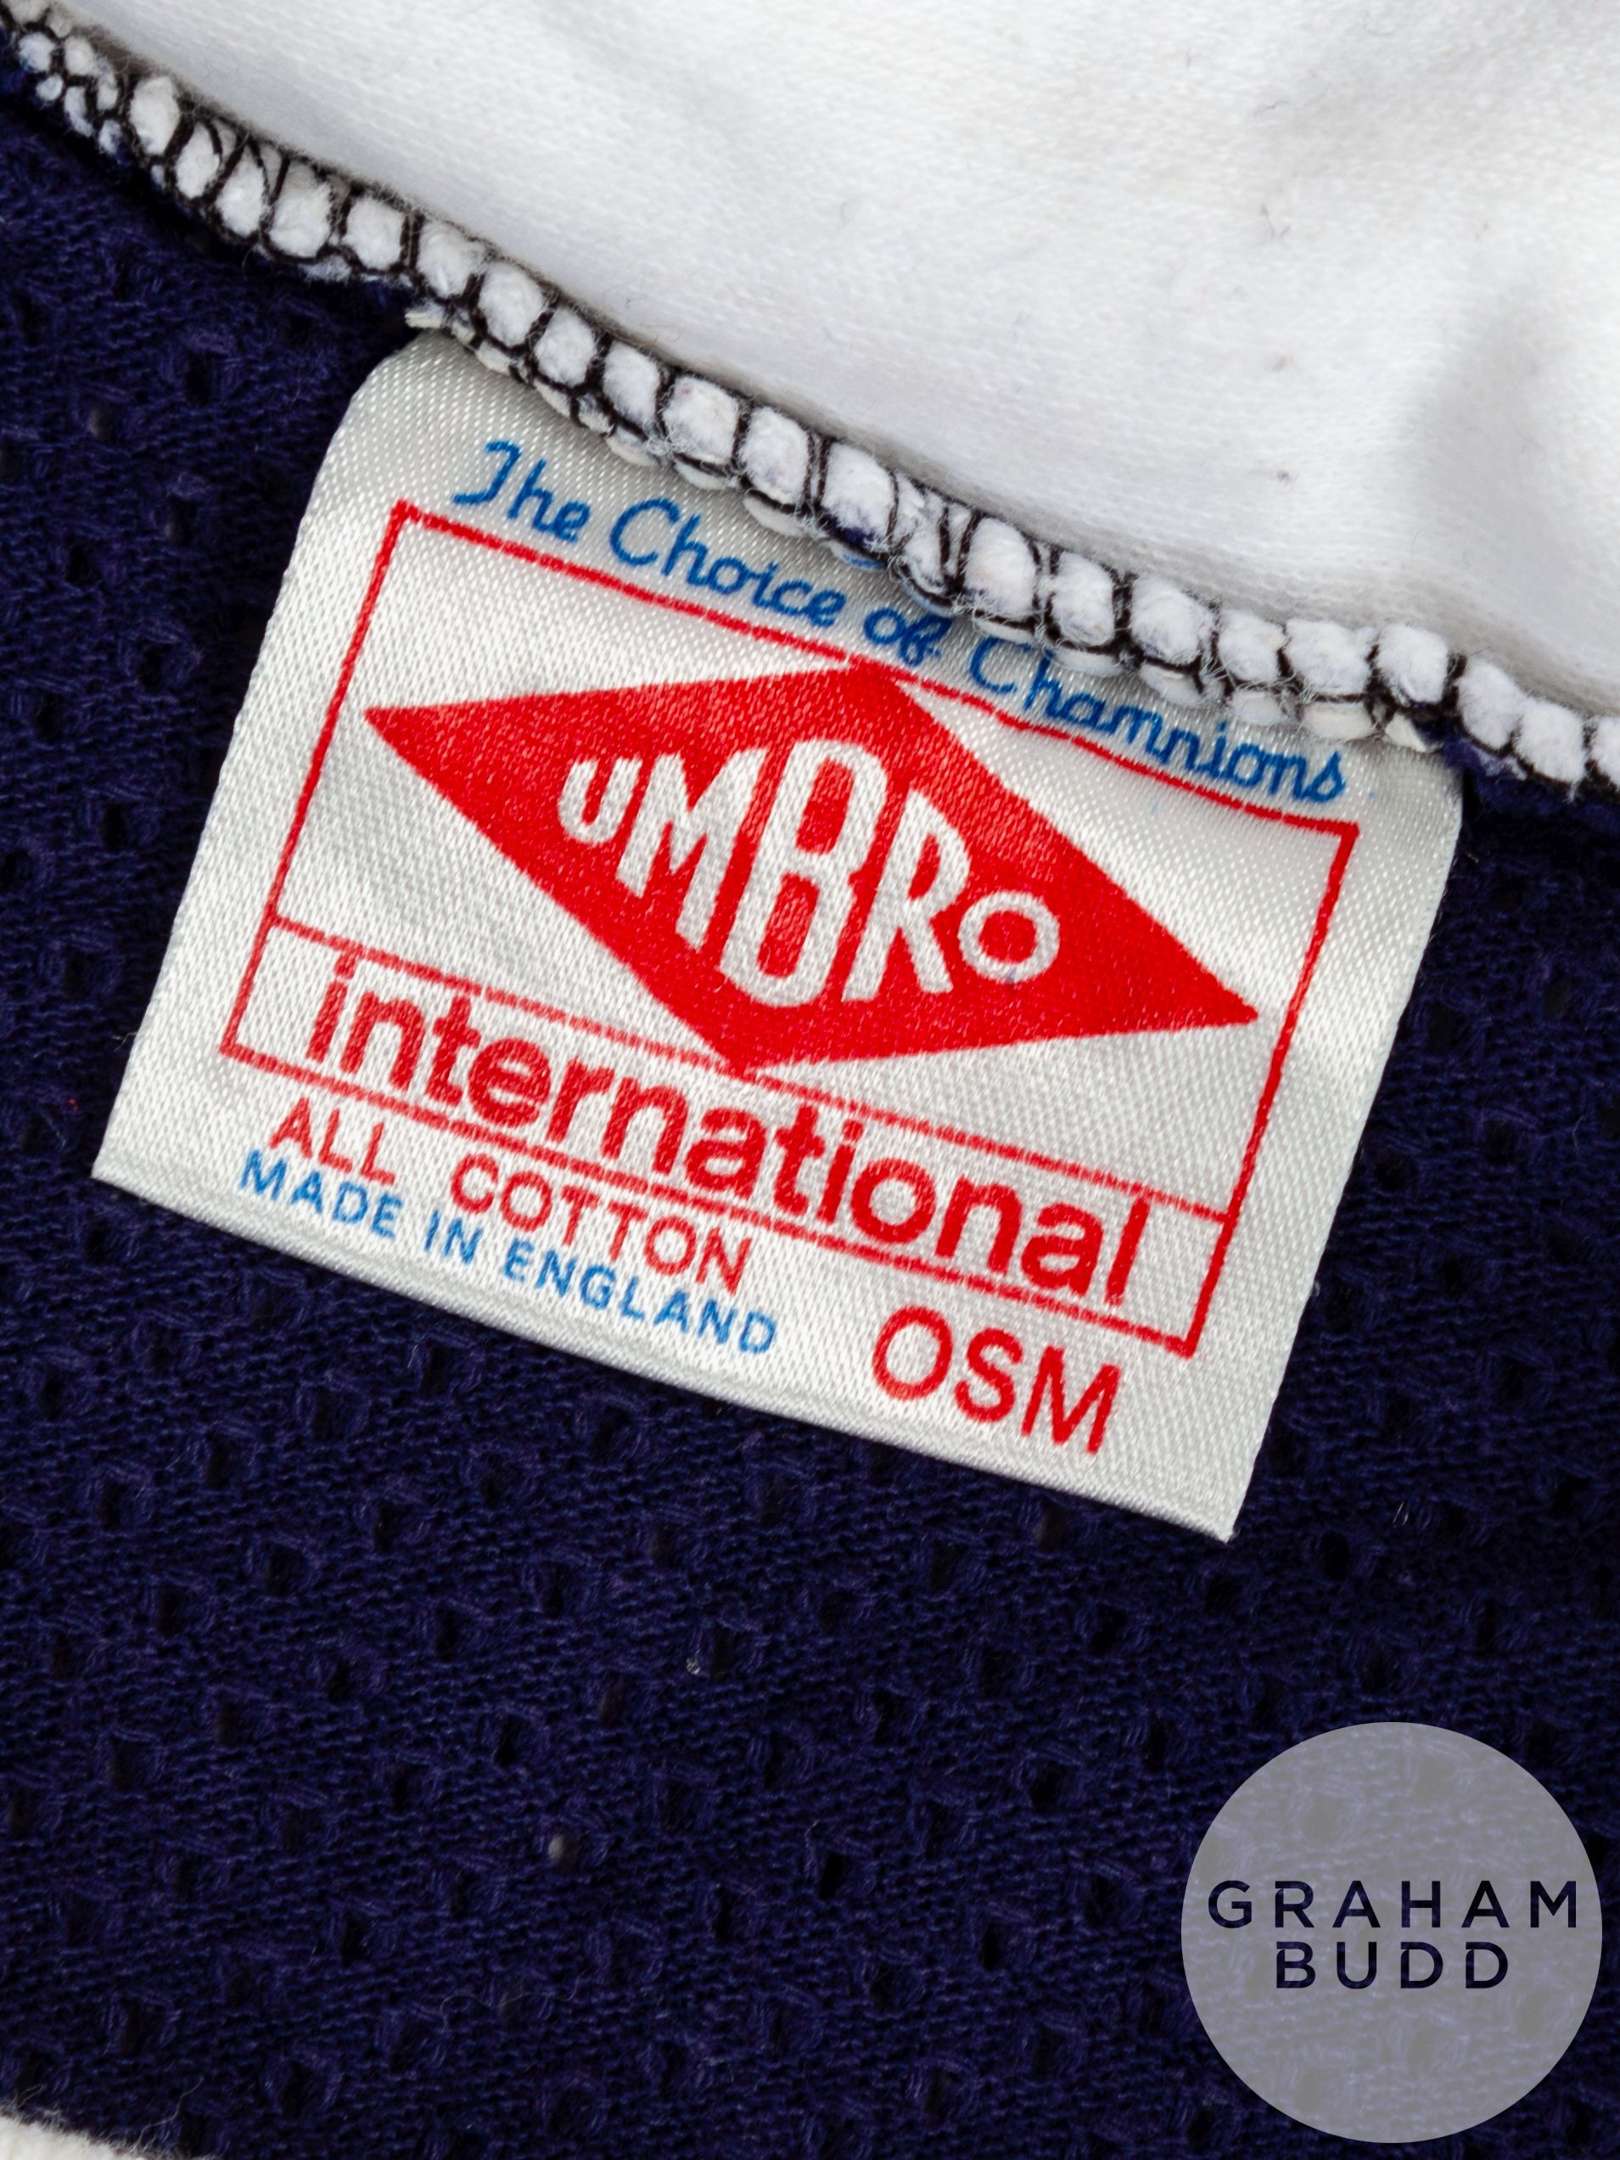 The Choice of Champions
UMBRO
international
ALL COTTON
MADE IN ENGLAND
OSM
GRAHAM
BUDD